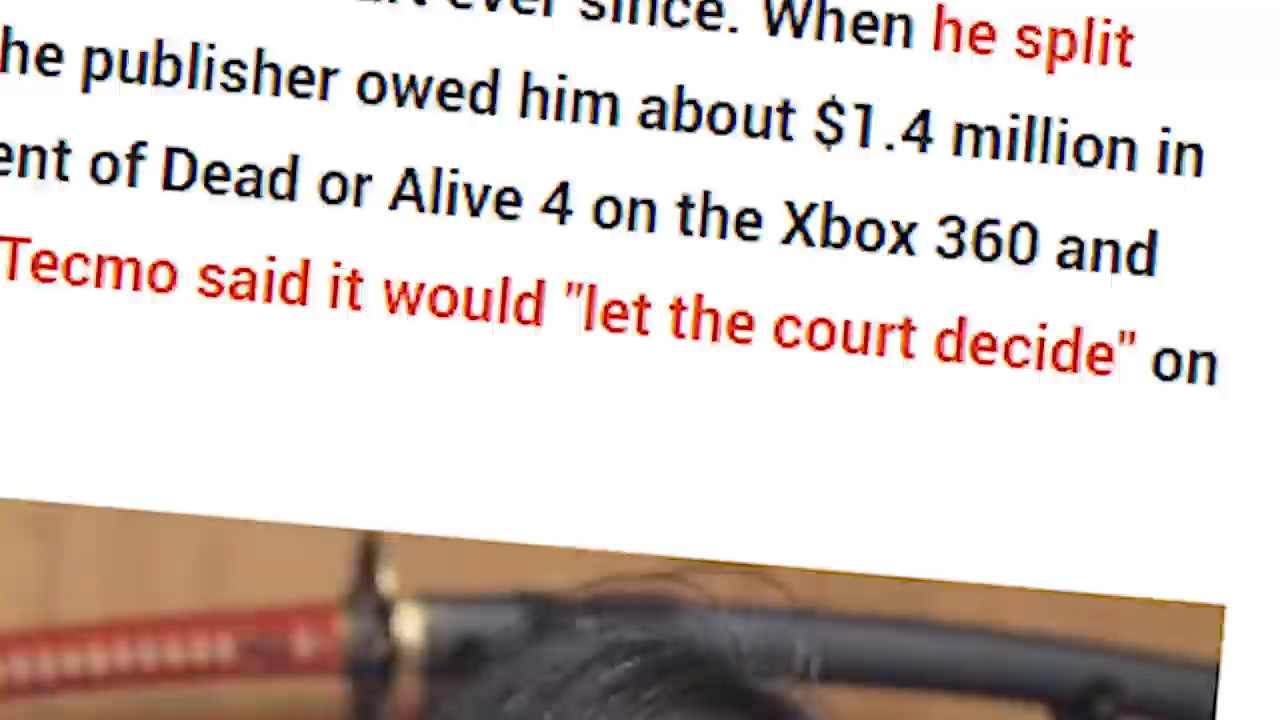 ever since. When he split
he publisher owed him about $1.4 million in
ent of Dead or Alive 4 on the Xbox 360 and
Tecmo said it would "let the court decide" on